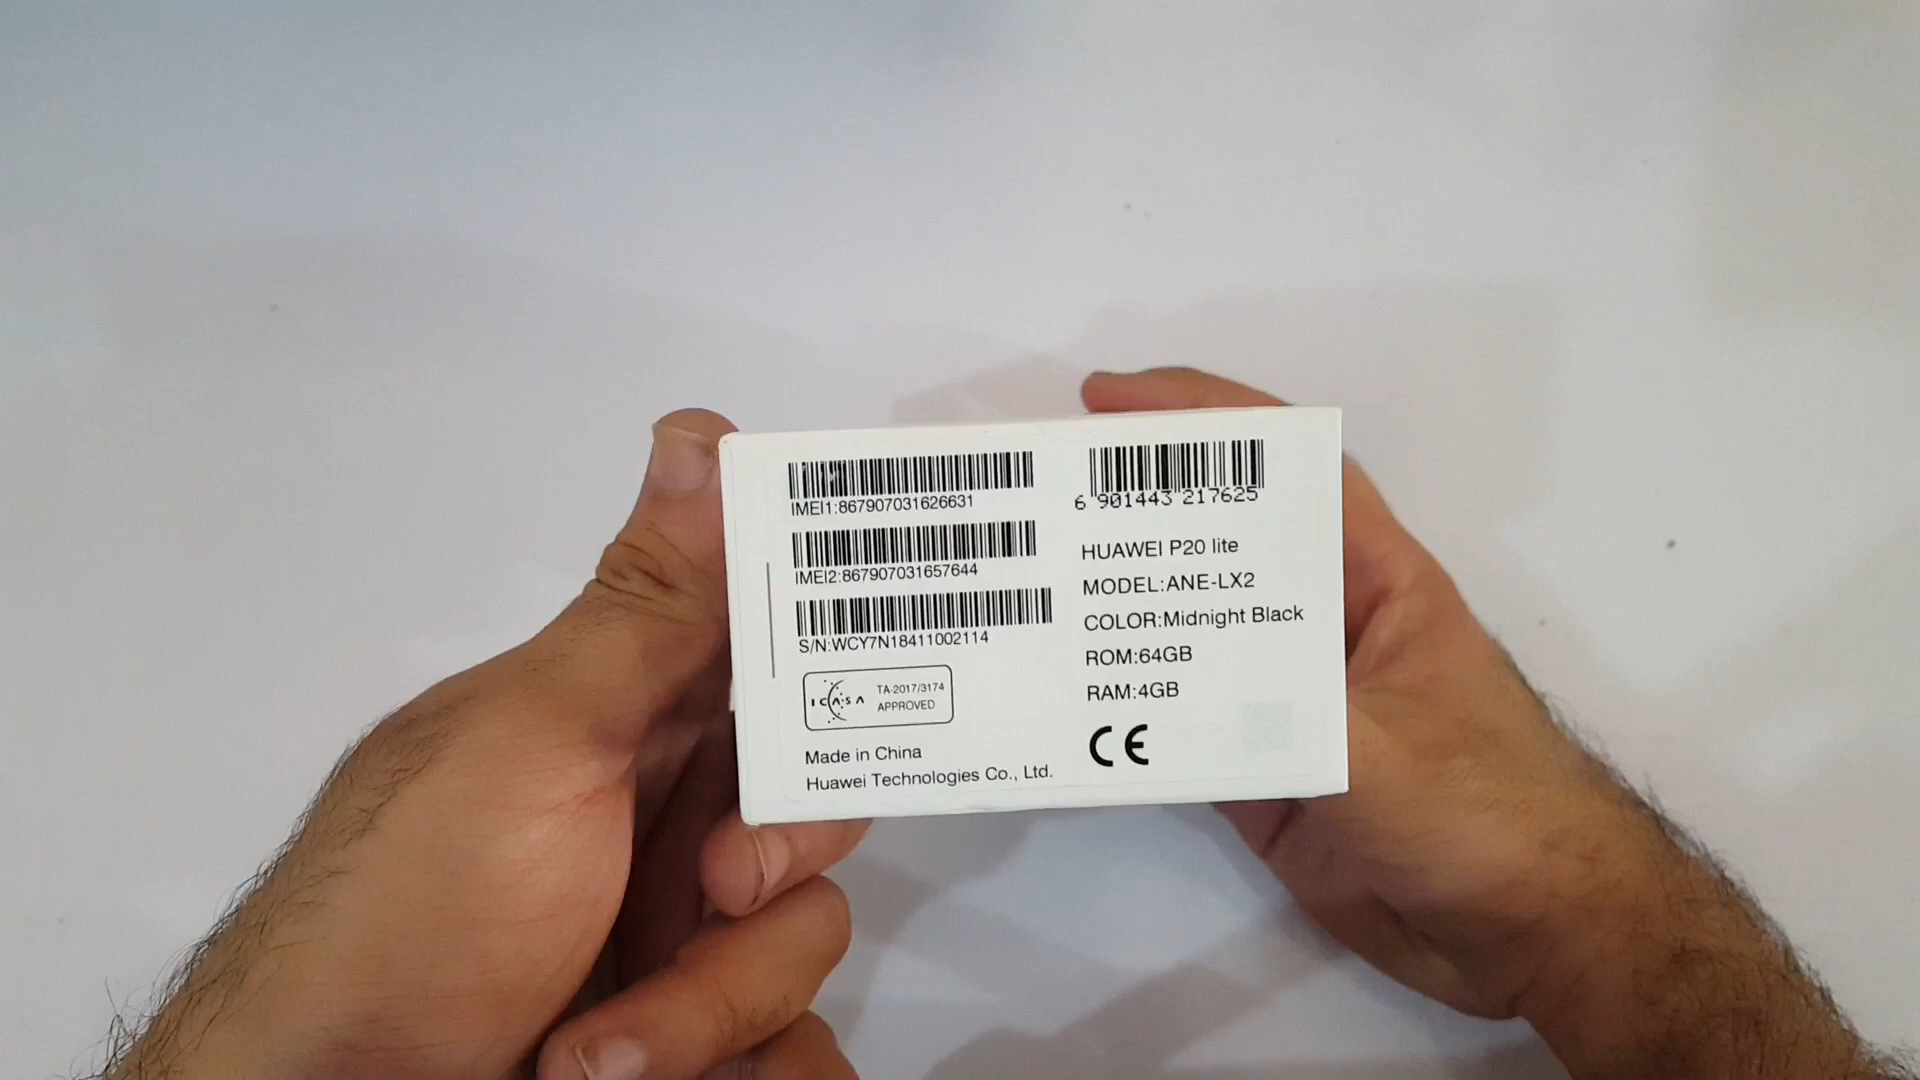 IMEI1:867907031626631
IMEI2:867907031657644
S/N:WCY7N18411002114
ICASA
TA-2017/3174
APPROVED
Made in China
Huawei Technologies Co., Ltd.
6 901443 217625
HUAWEI P20 lite
MODEL:ANE-LX2
COLOR:Midnight Black
ROM:64GB
RAM:4GB
CE